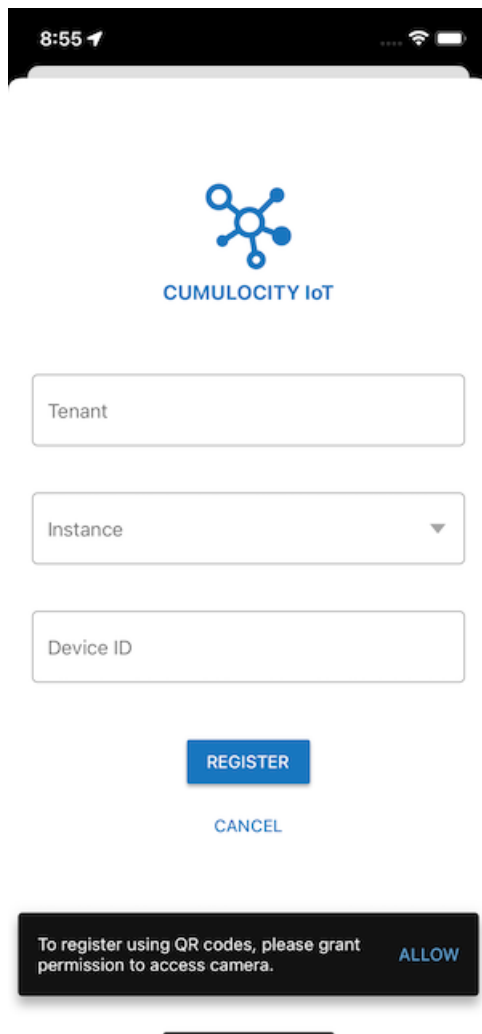 8:55
CUMULOCITY IoT
Tenant
Instance
Device ID
REGISTER
CANCEL
To register using QR codes, please grant
permission to access camera.
ALLOW